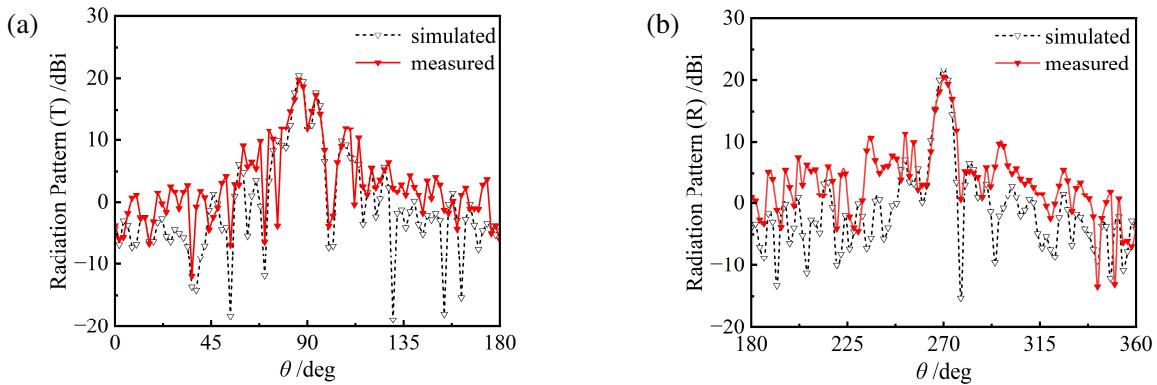 (a)
30
20
10
0
−10
−20
Radiation Pattern (T) /dBi
simulated
measured
0
45
90
135
180
θ /deg
(b)
30
20
10
0
−10
−20
Radiation Pattern (R) /dBi
simulated
measured
180
225
270
315
360
θ /deg